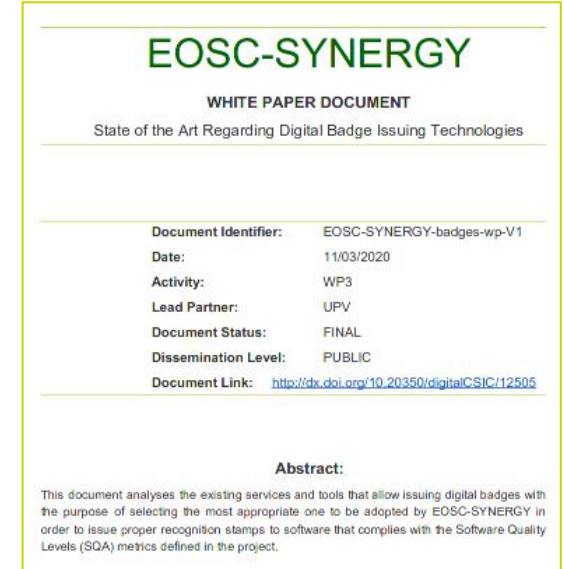 EOSC-SYNERGY
WHITE PAPER DOCUMENT
State of the Art Regarding Digital Badge Issuing Technologies
Document Identifier: EOSC-SYNERGY-badges-wp-V1
Date: 11/03/2020
Activity: WP3
Lead Partner: UPV
Document Status: FINAL
Dissemination Level: PUBLIC
Document Link: http://dx.doi.org/10.20350/digitalCSIC/12505
Abstract:
This document analyses the existing services and tools that allow issuing digital badges with
the purpose of selecting the most appropriate one to be adopted by EOSC-SYNERGY in
order to issue proper recognition stamps to software that complies with the Software Quality
Levels (SQA) metrics defined in the project.